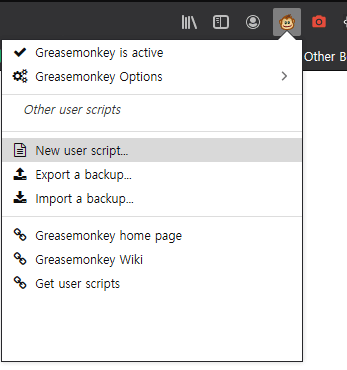 Other B
Greasemonkey is active
Greasemonkey Options
Other user scripts
New user script...
Export a backup...
Import a backup...
Greasemonkey home page
Greasemonkey Wiki
Get user scripts